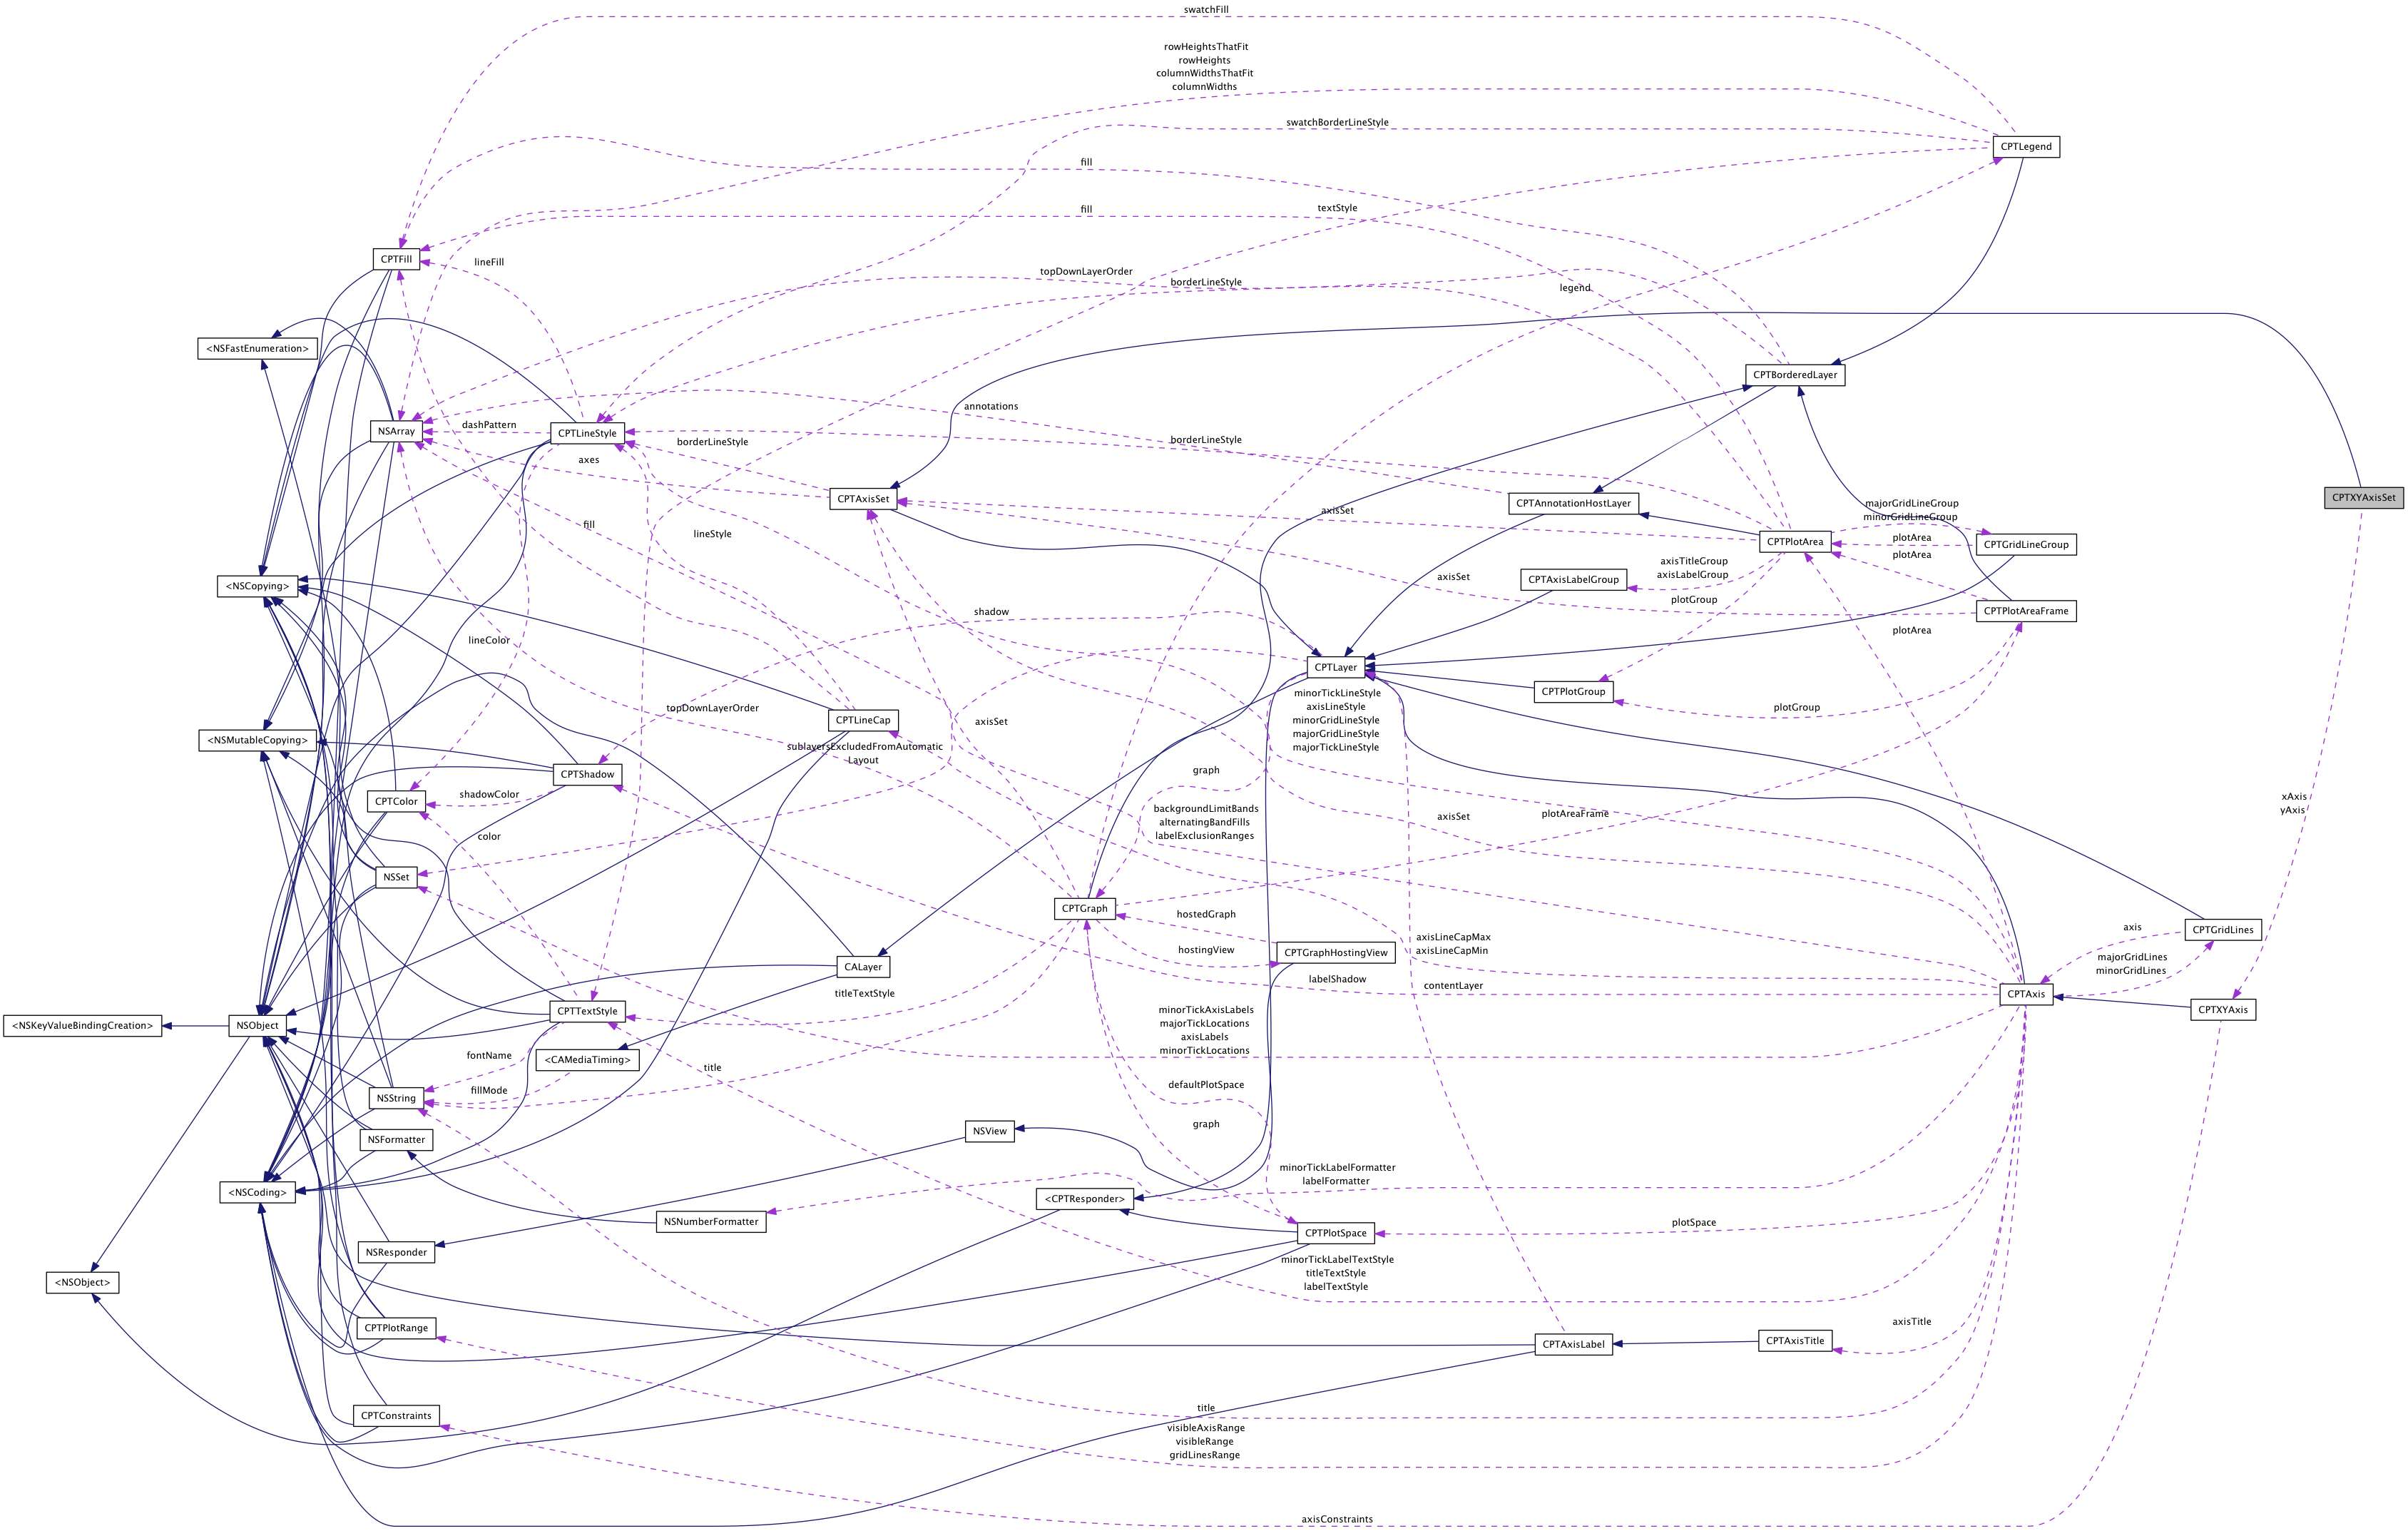 swatchFill
rowHeightsThatFit
rowHeights
columnWidthsThatFit
columnWidths
swatchBorderLineStyle
CPTLegend
fill
fill
textStyle
CPTFill
lineFill
topDownLayerOrder
borderLineStyle
legend
<NSFastEnumeration>
CPTBorderedLayer
annotations
NSArray
dashPattern
CPTLineStyle
borderLineStyle
borderLineStyle
axes
CPTAxisSet
CPTXYAxisSet
CPTAnnotationHostLayer
axisSet
majorGridLineGroup
minorGridLineGroup
fill
lineStyle
CPTPlotArea
plotArea
CPTGridLineGroup
plotArea
axisTitleGroup
axisLabelGroup
axisSet
CPTAxisLabelGroup
<NSCopying>
plotGroup
CPTPlotAreaFrame
shadow
plotArea
lineColor
CPTLayer
CPTPlotGroup
minorTickLineStyle
axisLineStyle
minorGridLineStyle
majorGridLineStyle
majorTickLineStyle
plotGroup
topDownLayerOrder
CPTLineCap
axisSet
<NSMutableCopying>
sublayersExcludedFromAutomatic
Layout
CPTShadow
graph
shadowColor
CPTColor
xAxis
yAxis
color
backgroundLimitBands
alternatingBandFills
labelExclusionRanges
axisSet
plotAreaFrame
NSSet
CPTGraph
hostedGraph
hostingView
CPTGraphHostingView
axisLineCapMax
axisLineCapMin
axis
CPTGridLines
majorGridLines
minorGridLines
CALayer
labelShadow
contentLayer
CPTAxis
titleTextStyle
CPTXYAxis
<NSKeyValueBindingCreation>
NSObject
CPTTextStyle
minorTickAxisLabels
majorTickLocations
axisLabels
minorTickLocations
fontName
<CAMediaTiming>
title
fillMode
NSString
defaultPlotSpace
graph
NSFormatter
NSView
minorTickLabelFormatter
labelFormatter
<NSCoding>
<CPTResponder>
NSNumberFormatter
plotSpace
CPTPlotSpace
NSResponder
minorTickLabelTextStyle
titleTextStyle
labelTextStyle
<NSObject>
axisTitle
CPTPlotRange
CPTAxisLabel
CPTAxisTitle
CPTConstraints
title
visibleAxisRange
visibleRange
gridLinesRange
axisConstraints